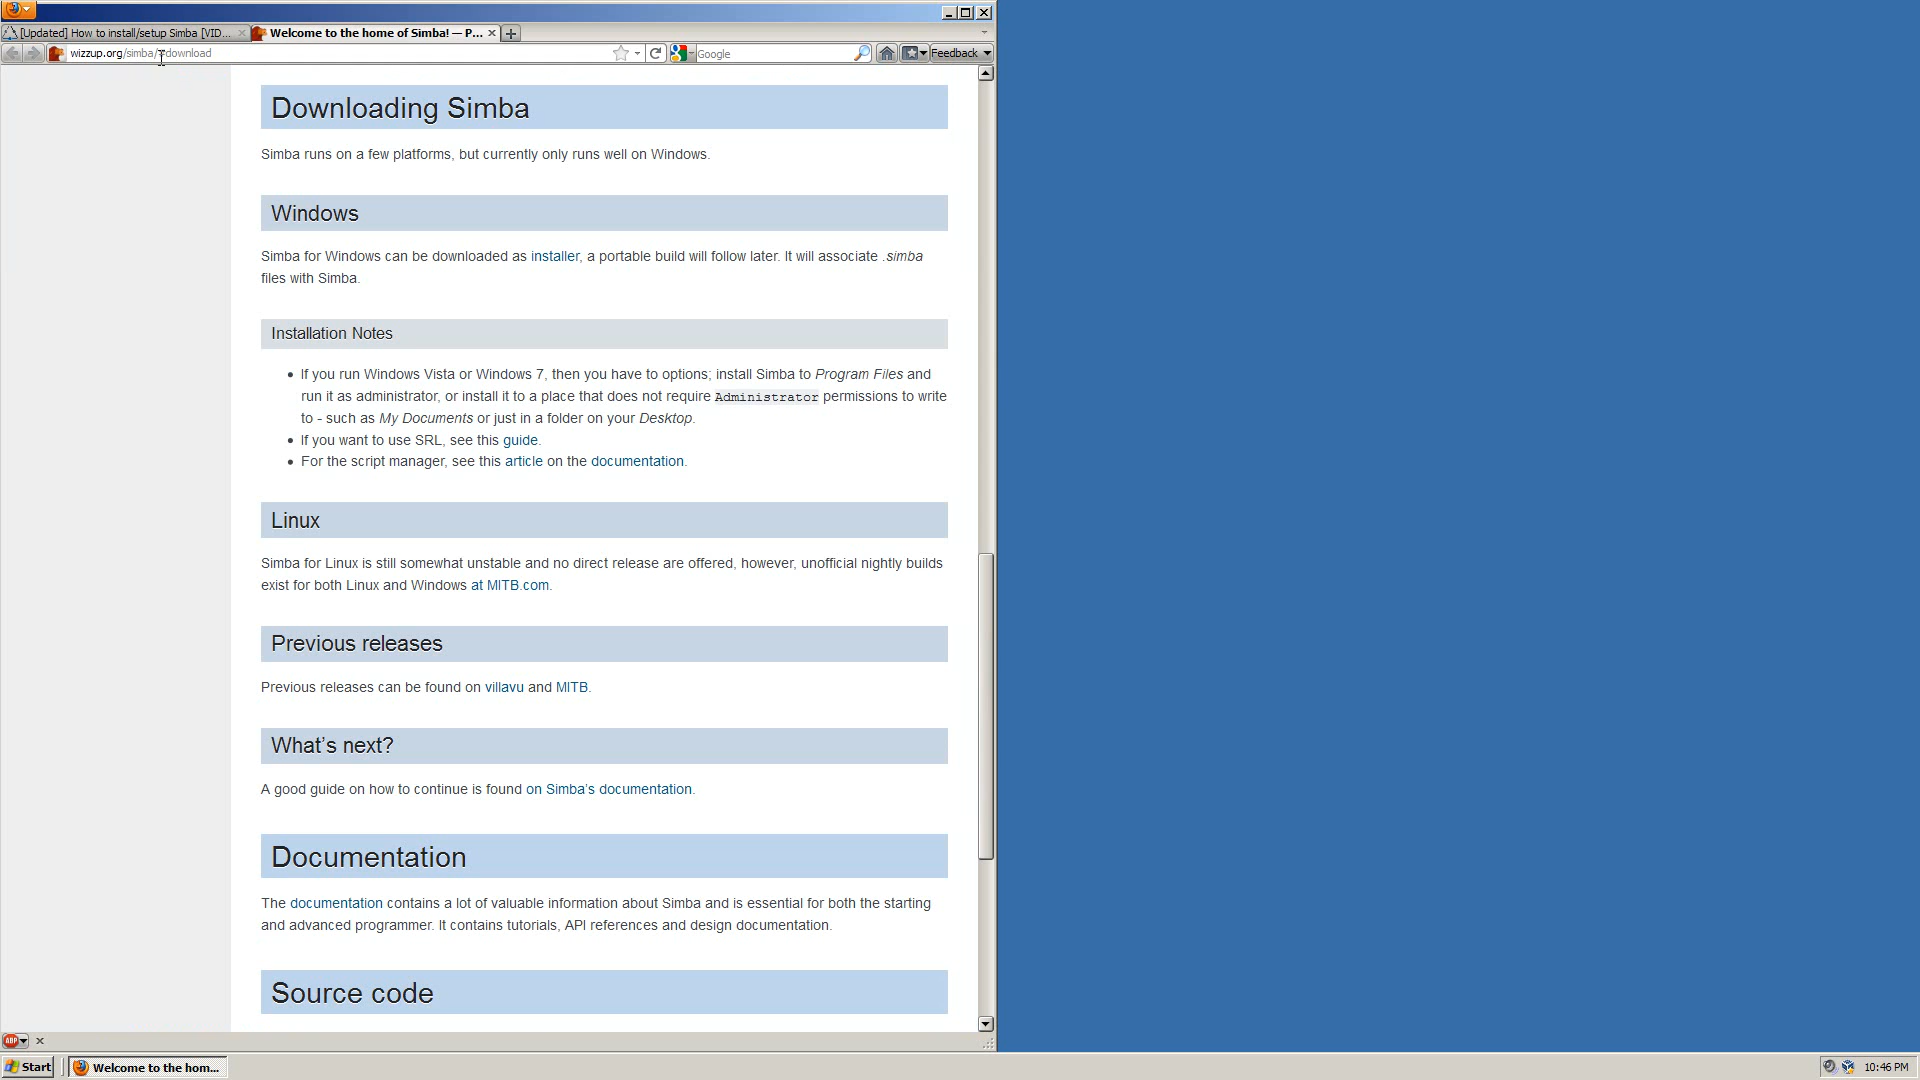 [Updated] How to install/setup Simba [VID...
Welcome to the home of Simba! — P...
wizzup.org/simba/#download
Google
Feedback
Downloading Simba
Simba runs on a few platforms, but currently only runs well on Windows.
Windows
Simba for Windows can be downloaded as installer, a portable build will follow later. It will associate .simba
files with Simba.
Installation Notes
If you run Windows Vista or Windows 7, then you have to options; install Simba to Program Files and
run it as administrator, or install it to a place that does not require Administrator permissions to write
to - such as My Documents or just in a folder on your Desktop.
If you want to use SRL, see this guide.
For the script manager, see this article on the documentation.
Linux
Simba for Linux is still somewhat unstable and no direct release are offered, however, unofficial nightly builds
exist for both Linux and Windows at MITB.com.
Previous releases
Previous releases can be found on villavu and MITB.
What's next?
A good guide on how to continue is found on Simba's documentation.
Documentation
The documentation contains a lot of valuable information about Simba and is essential for both the starting
and advanced programmer. It contains tutorials, API references and design documentation.
Source code
ABP
Start
Welcome to the hom...
10:46 PM